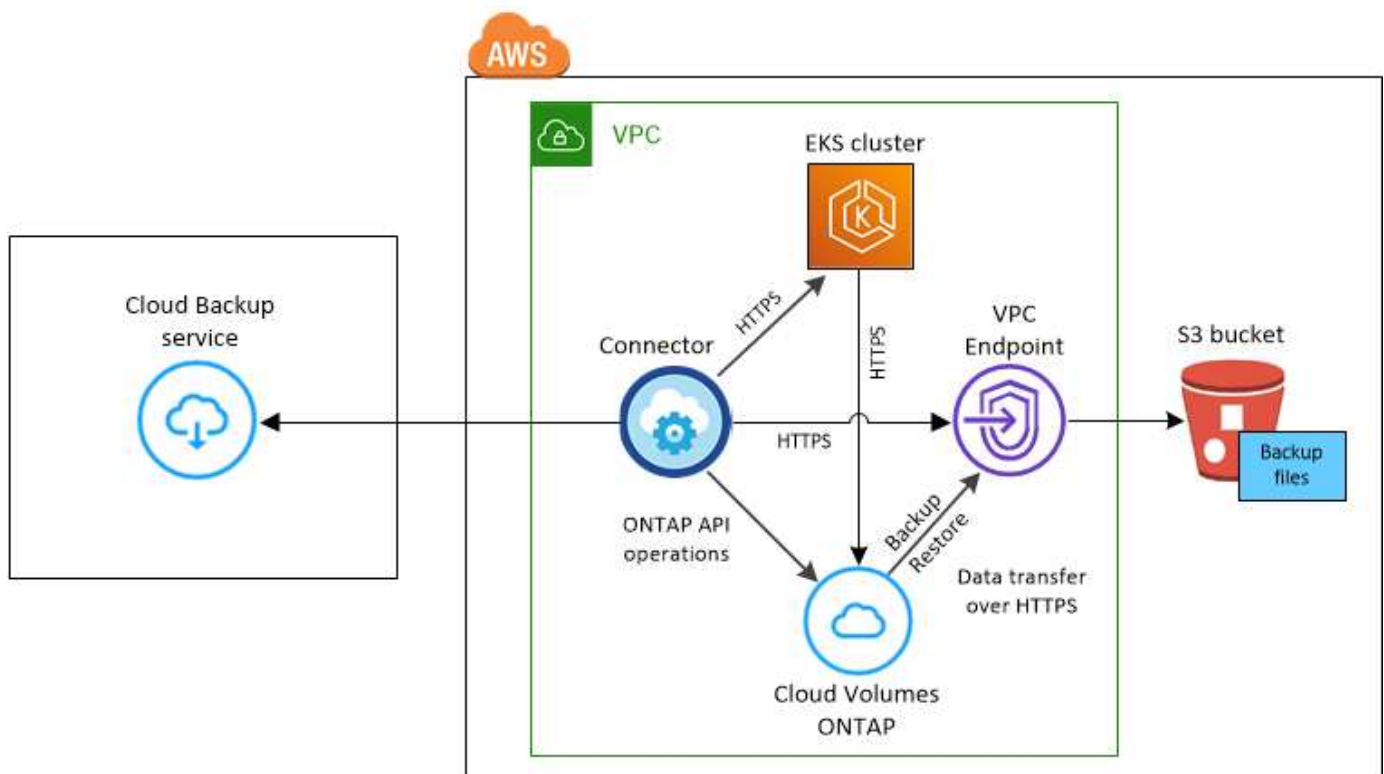 AWS
VPC
EKS cluster
K
Cloud Backup
service
Connector
HTTPS
HTTPS
VPC
Endpoint
S3 bucket
HTTPS
Backup
files
ONTAP API
operations
Backup
Restore
Data transfer
over HTTPS
Cloud Volumes
ONTAP